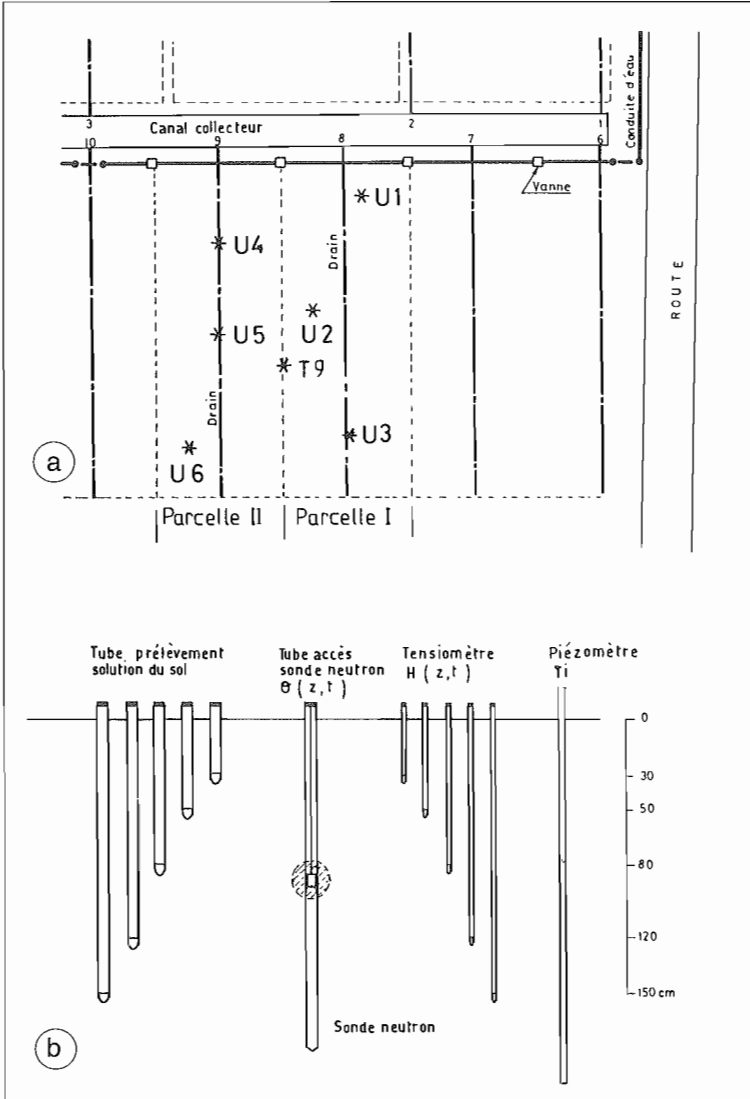 Conduite d'eau
3
2
Canal collecteur
10
9
8
7
6
Vanne
U1
U4
Drain
U5
U2
T9
ROUTE
Drain
U3
U6
a
Parcelle II
Parcelle I
Tube prélèvement
solution du sol
Tube accès
sonde neutron
θ (z,t)
Tensiomètre
H (z,t)
Piézomètre
Ti
0
30
50
80
120
150 cm
Sonde neutron
b